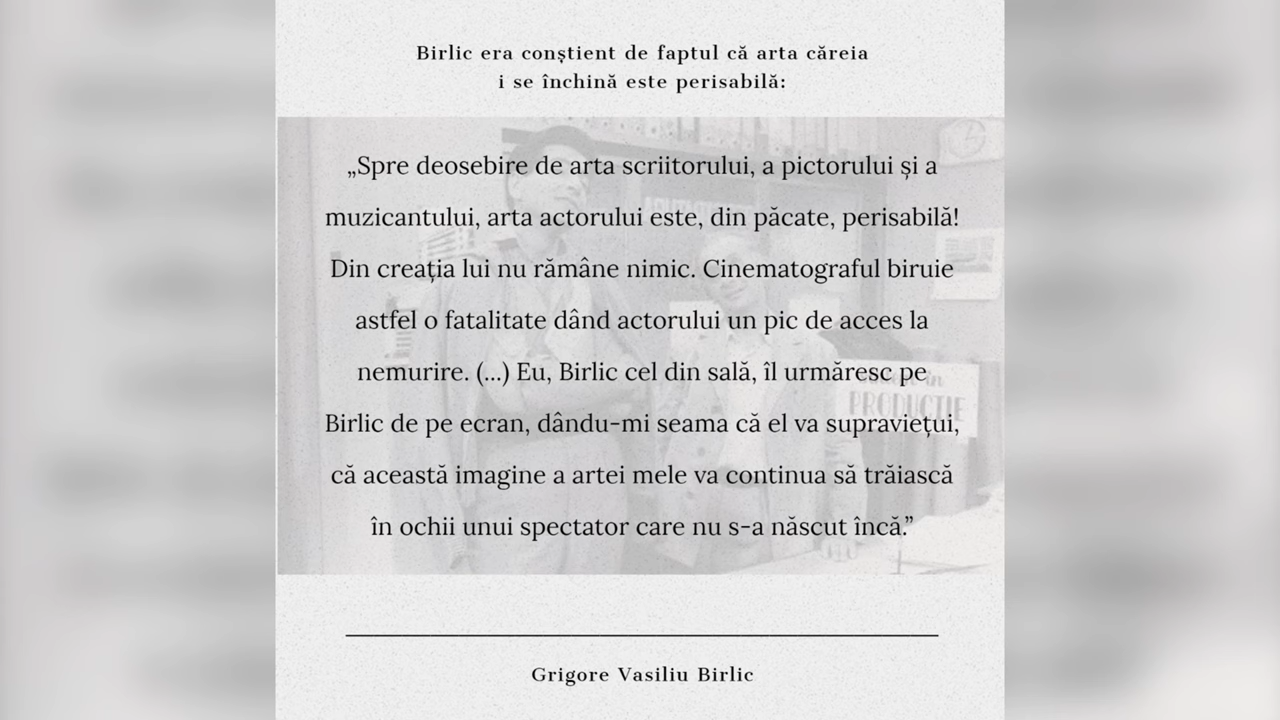 Birlic era conștient de faptul că arta căreia
i se închină este perisabilă:
„Spre deosebire de arta scriitorului, a pictorului și a
muzicantului, arta actorului este, din păcate, perisabilă!
Din creația lui nu rămâne nimic. Cinematograful biruie
astfel o fatalitate dând actorului un pic de acces la
nemurire. (...) Eu, Birlic cel din sală, îl urmăresc pe
Birlic de pe ecran, dându-mi seama că el va supraviețui,
că această imagine a artei mele va continua să trăiască
în ochii unui spectator care nu s-a născut încă.”
PRODUCȚIE
Grigore Vasiliu Birlic